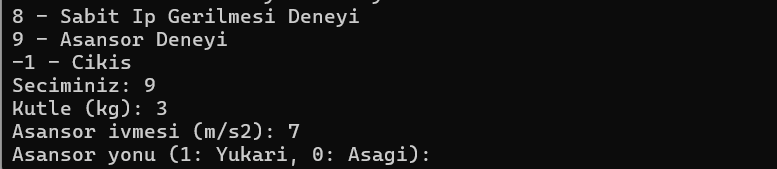 8 - Sabit Ip Gerilmesi Deneyi
9 - Asansor Deneyi
-1 - Cikis
Seciminiz: 9
Kutle (kg): 3
Asansor ivmesi (m/s2): 7
Asansor yonu (1: Yukari, 0: Asagi):